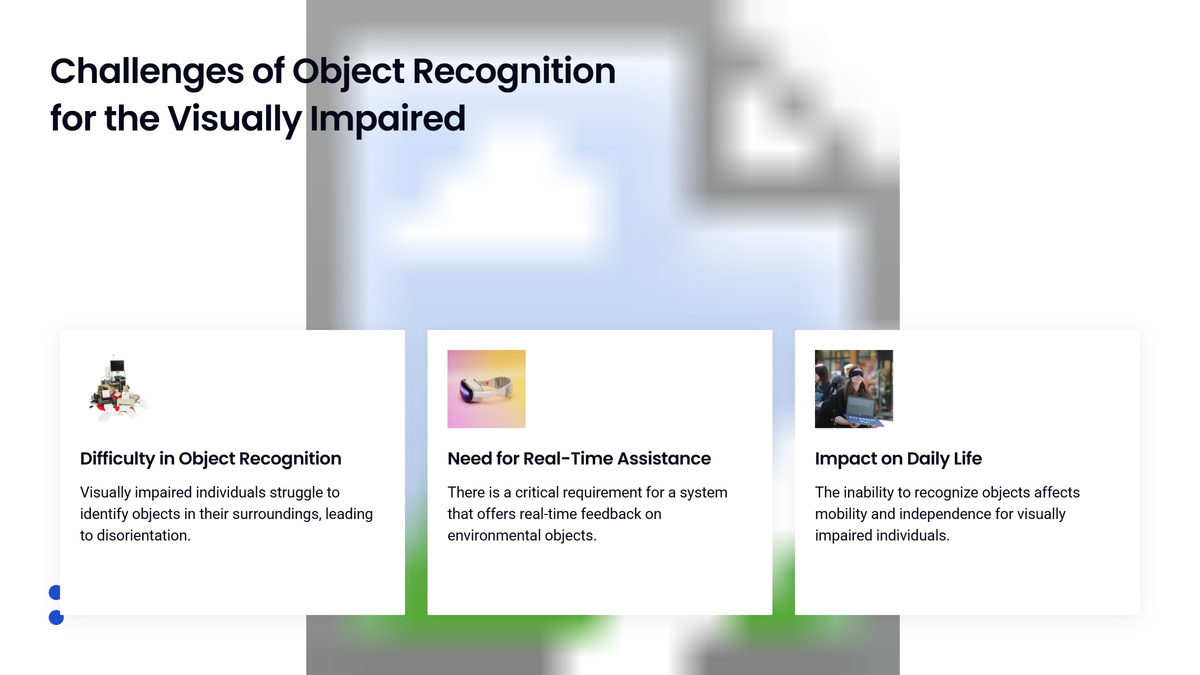 Challenges of Object Recognition
for the Visually Impaired
Difficulty in Object Recognition
Visually impaired individuals struggle to
identify objects in their surroundings, leading
to disorientation.
Need for Real-Time Assistance
There is a critical requirement for a system
that offers real-time feedback on
environmental objects.
Impact on Daily Life
The inability to recognize objects affects
mobility and independence for visually
impaired individuals.